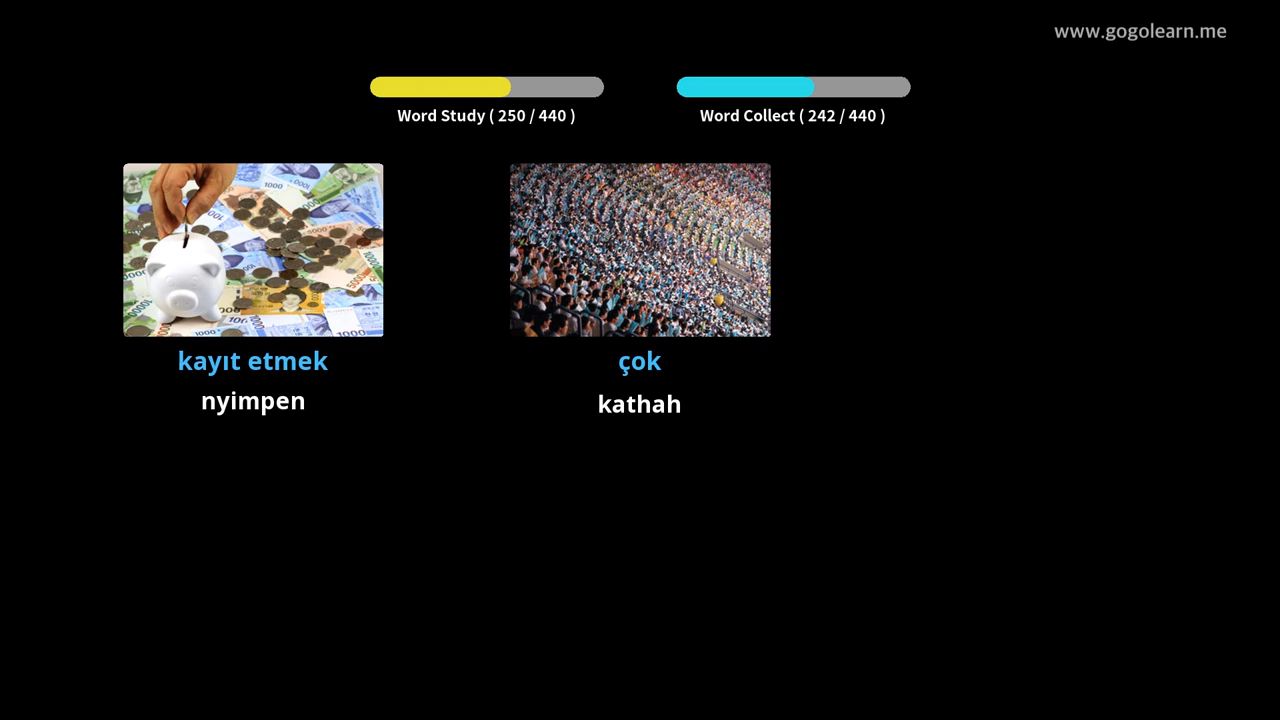 www.gogolearn.me
Word Study ( 250 / 440 )
Word Collect ( 242 / 440 )
kayıt etmek
nyimpen
çok
kathah